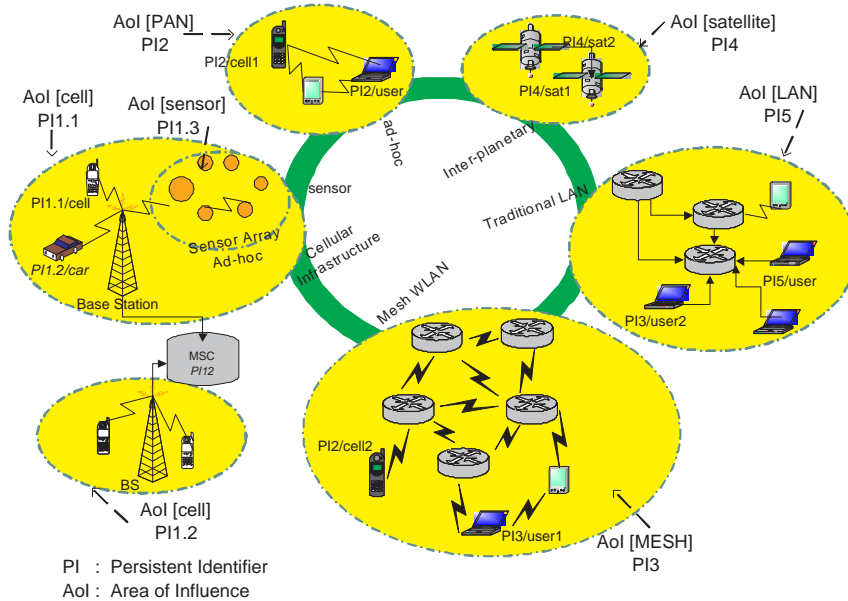 AoI [PAN]
PI2
PI2/cell1
PI2/user
AoI [satellite]
PI4
PI4/sat2
PI4/sat1
AoI [cell]
PI1.1
AoI [sensor]
PI1.3
AoI [LAN]
PI5
ad-hoc
Inter-planetary
sensor
Traditional LAN
Cellular
Infrastructure
Mesh WLAN
PI1.1/cell
PI1.2/car
Sensor Array
Ad-hoc
Base Station
PI5/user
PI3/user2
MSC
PI12
BS
PI2/cell2
PI3/user1
AoI [cell]
PI1.2
AoI [MESH]
PI3
PI : Persistent Identifier
AoI : Area of Influence